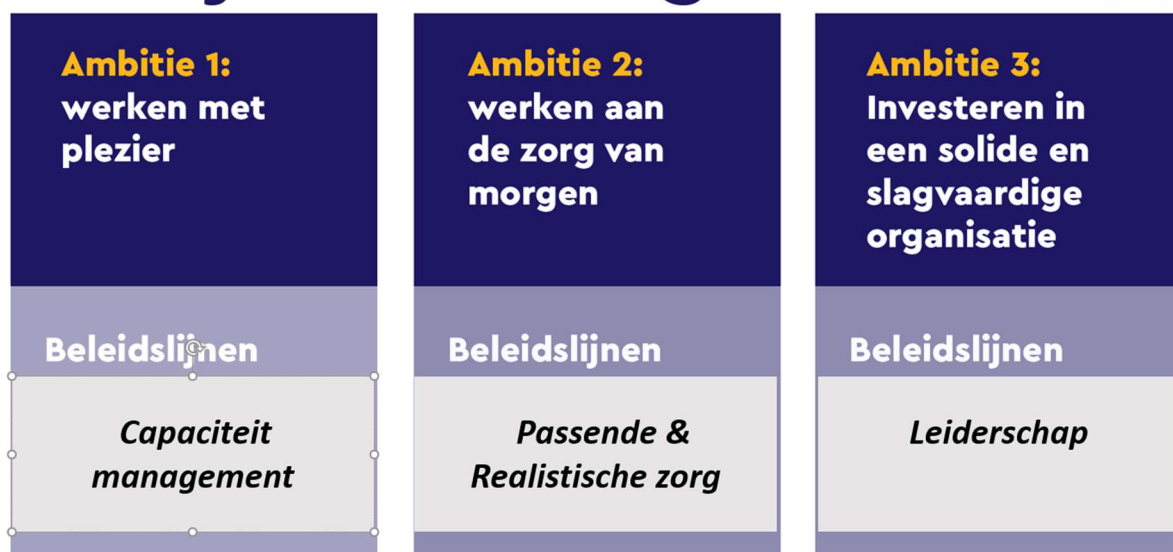 Ambitie 1:
werken met
plezier
Ambitie 2:
werken aan
de zorg van
morgen
Ambitie 3:
Investeren in
een solide en
slagvaardige
organisatie
Beleidslijnen
Capaciteit
management
Beleidslijnen
Passende &
Realistische zorg
Beleidslijnen
Leiderschap